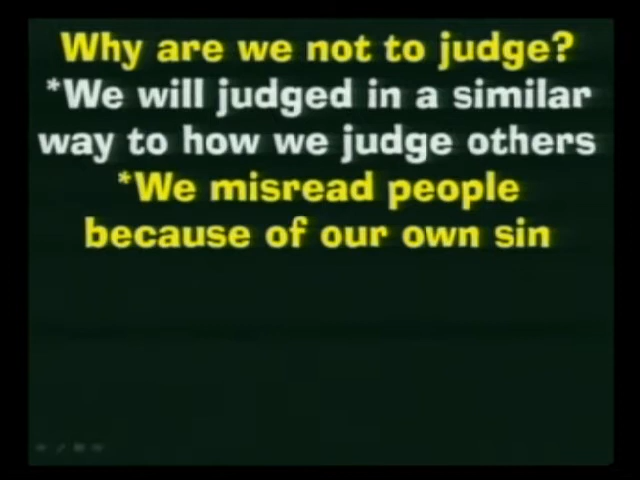 Why are we not to judge?
*We will judged in a similar
way to how we judge others
*We misread people
because of our own sin